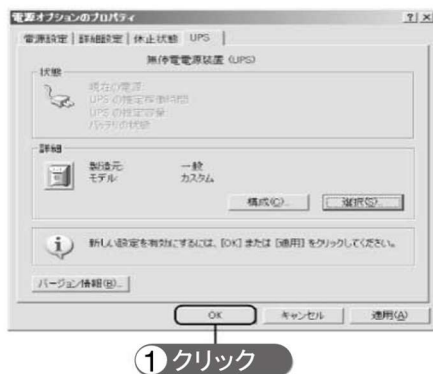 電源オプションのプロパティ
? ×
電源設定 詳細設定 休止状態 UPS
無停電電源装置 (UPS)
状態
現在の電源:
UPS の推定稼働時間:
UPS の推定容量:
バッテリの状態:
詳細
製造元: 一般
モデル: カスタム
構成(C)... 選択(S)...
新しい設定を有効にするには、[OK] または [適用] をクリックしてください。
バージョン情報(B)...
OK キャンセル 適用(A)
1 クリック